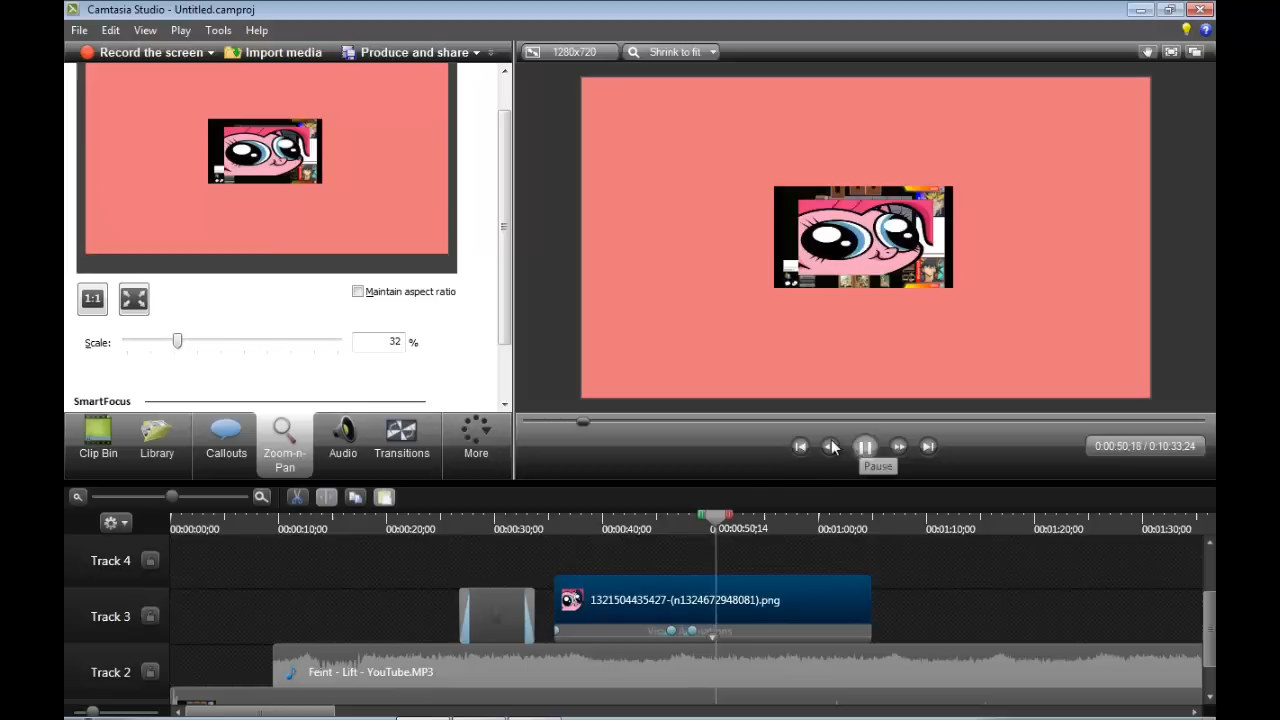 Camtasia Studio - Untitled.camproj
File Edit View Play Tools Help
Record the screen Import media Produce and share
1280x720 Shrink to fit
1:1
Maintain aspect ratio
Scale: 32 %
SmartFocus
Clip Bin Library Callouts Zoom-n-Pan Audio Transitions More
0:00:50;18 / 0:10:33;24
Pause
00:00:00;00 00:00:10;00 00:00:20;00 00:00:30;00 00:00:40;00 00:00:50;14 00:01:00;00 00:01:10;00 00:01:20;00 00:01:30;00
Track 4
Track 3
1321504435427-(n1324672948081).png
Track 2
Feint - Lift - YouTube.MP3